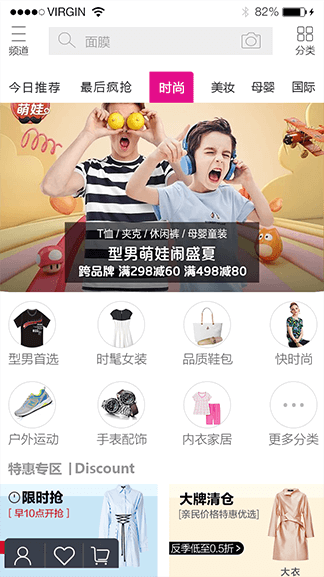 VIRGIN 82%
频道 面膜 分类
今日推荐 最后疯抢 时尚 美妆 母婴 国际
萌娃
T恤 / 夹克 / 休闲裤 / 母婴童装
型男萌娃闹盛夏
跨品牌 满298减60 满498减80
型男首选 时髦女装 品质鞋包 快时尚
户外运动 手表配饰 内衣家居 更多分类
特惠专区 | Discount
限时抢
[ 早10点开抢 ]
大牌清仓
[亲民价格特惠优选]
反季低至0.5折>
大衣